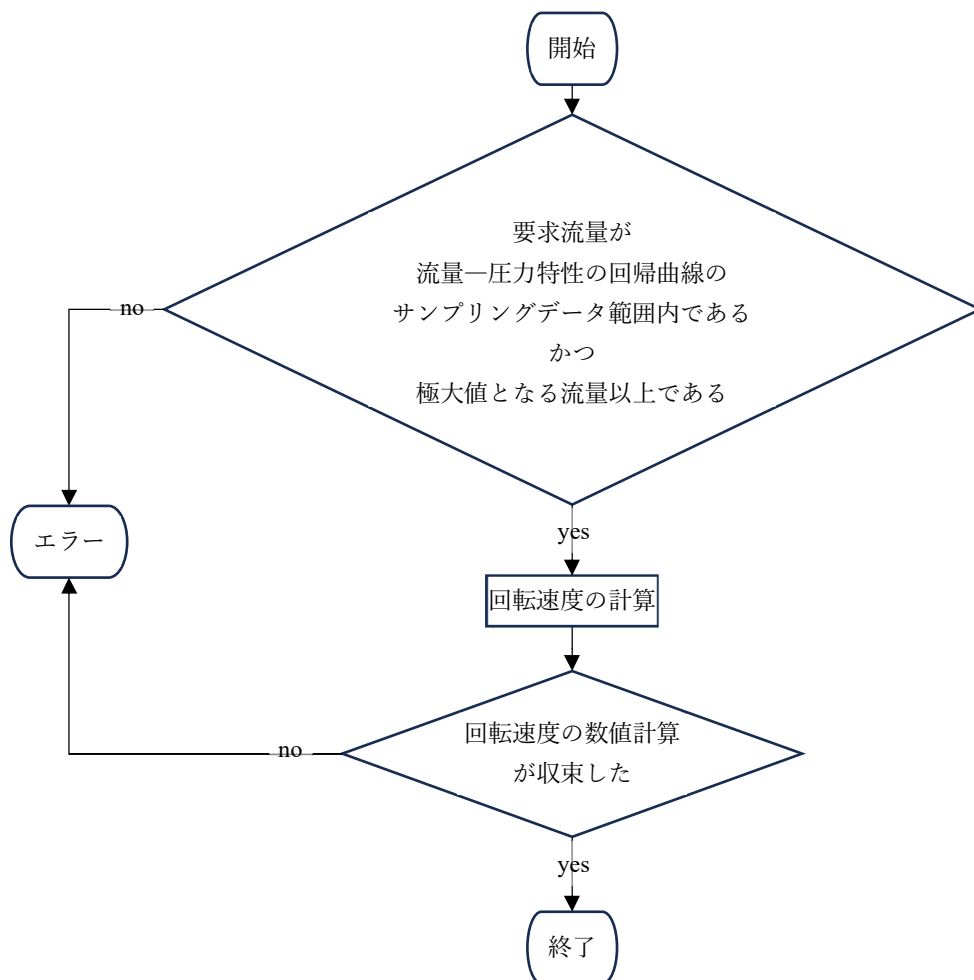 開始
要求流量が
流量―圧力特性の回帰曲線の
サンプリングデータ範囲内である
かつ
極大値となる流量以上である
no
yes
エラー
回転速度の計算
回転速度の数値計算
が収束した
no
yes
終了